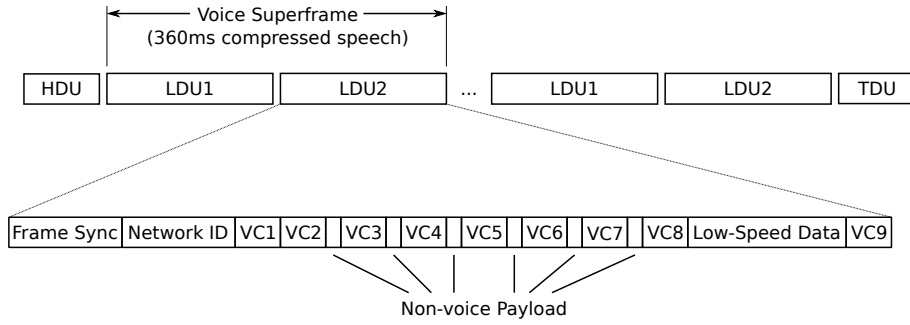 Voice Superframe
(360ms compressed speech)
HDU LDU1 LDU2 ... LDU1 LDU2 TDU
Frame Sync Network ID VC1 VC2 VC3 VC4 VC5 VC6 VC7 VC8 Low-Speed Data VC9
Non-voice Payload